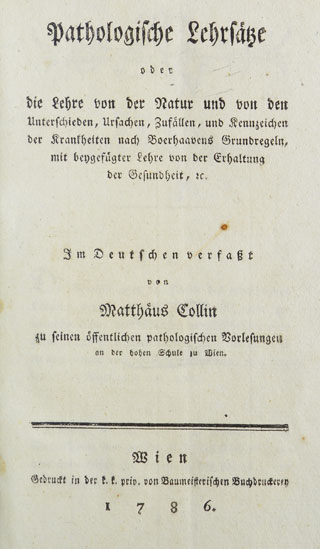 Pathologische Lehrsätze
oder
die Lehre von der Natur und von den
Unterschieden, Ursachen, Zufällen, und Kennzeichen
der Krankheiten nach Boerhaavens Grundregeln,
mit beygefügter Lehre von der Erhaltung
der Gesundheit, ꝛc.
Im Deutschen verfaßt
von
Matthäus Collin
zu seinen öffentlichen pathologischen Vorlesungen
an der hohen Schule zu Wien.
Wien
Gedruckt in der k. k. priv. von Baumeisterischen Buchdruckerey
1786.